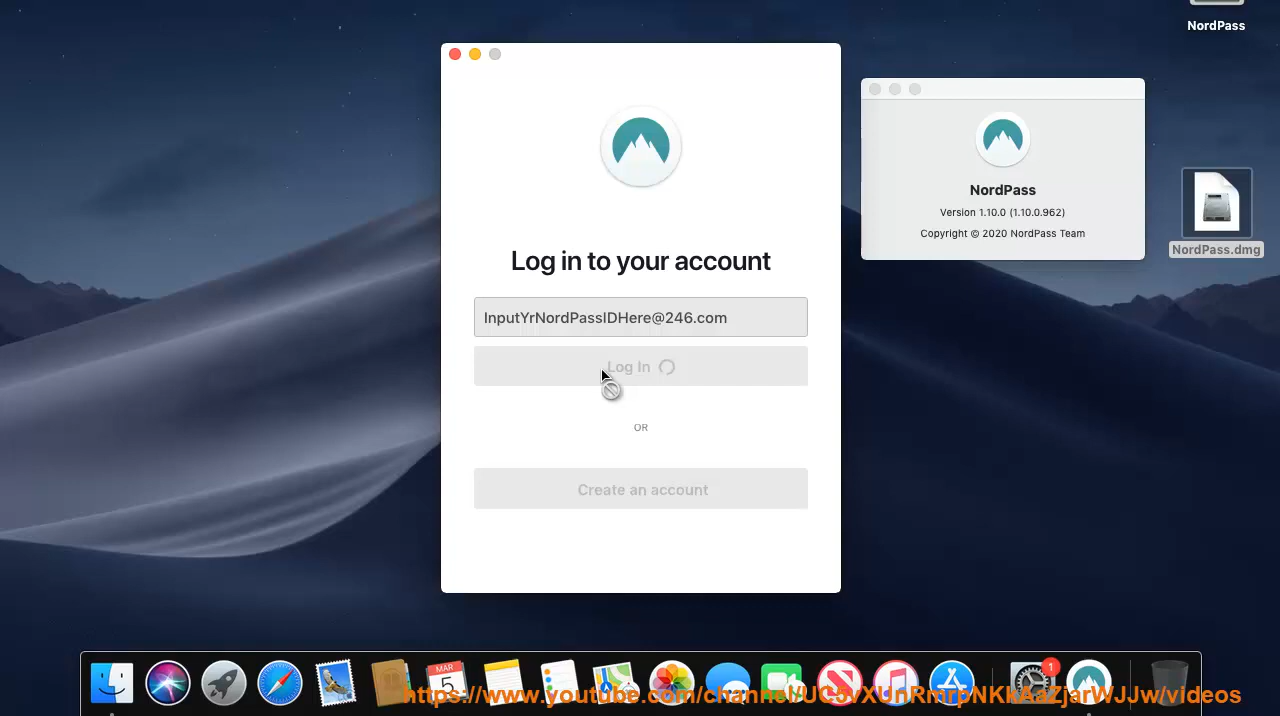 NordPass
NordPass
Version 1.10.0 (1.10.0.962)
Copyright © 2020 NordPass Team
NordPass.dmg
Log in to your account
InputYrNordPassIDHere@246.com
Log In
OR
Create an account
MAR
5
1